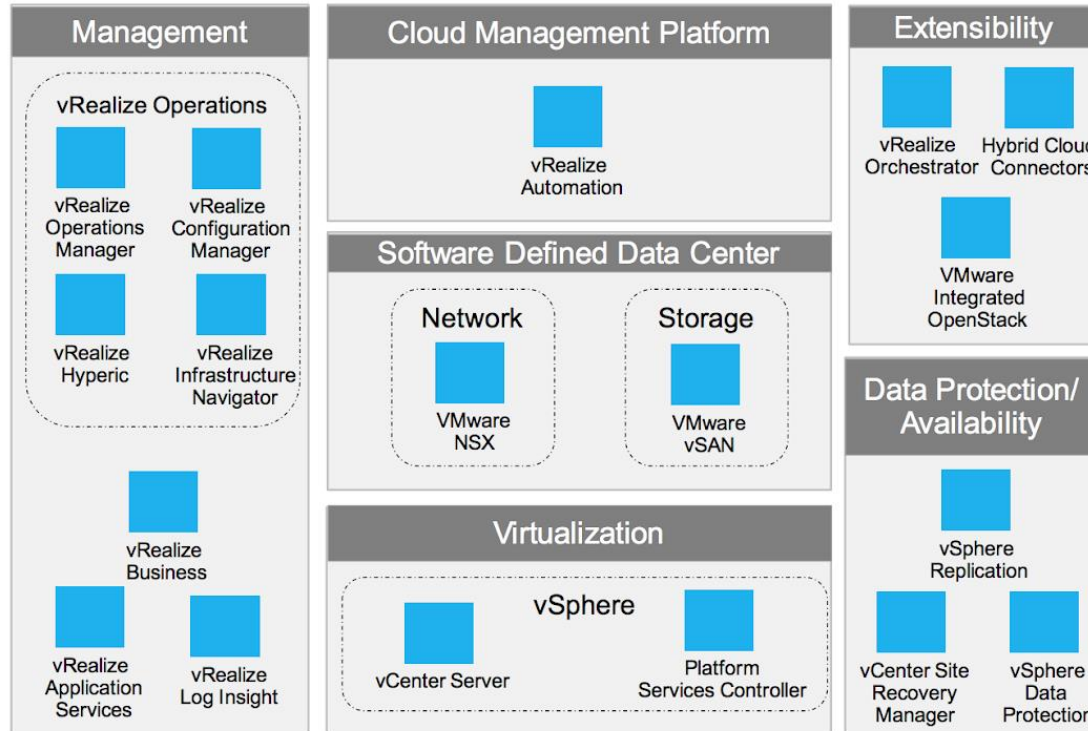 Management
vRealize Operations
vRealize
Operations
Manager
vRealize
Configuration
Manager
vRealize
Hyperic
vRealize
Infrastructure
Navigator
vRealize
Business
vRealize
Application
Services
vRealize
Log Insight
Cloud Management Platform
vRealize
Automation
Software Defined Data Center
Network
VMware
NSX
Storage
VMware
vSAN
Virtualization
vSphere
vCenter Server
Platform
Services Controller
Extensibility
vRealize
Orchestrator
Hybrid Cloud
Connectors
VMware
Integrated
OpenStack
Data Protection/
Availability
vSphere
Replication
vCenter Site
Recovery
Manager
vSphere
Data
Protection